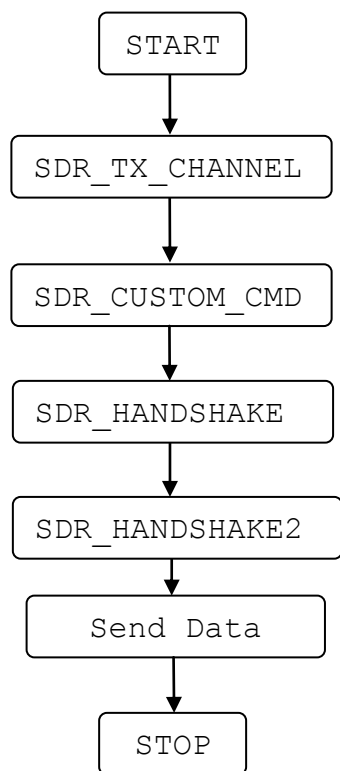 START
SDR_TX_CHANNEL
SDR_CUSTOM_CMD
SDR_HANDSHAKE
SDR_HANDSHAKE2
Send Data
STOP